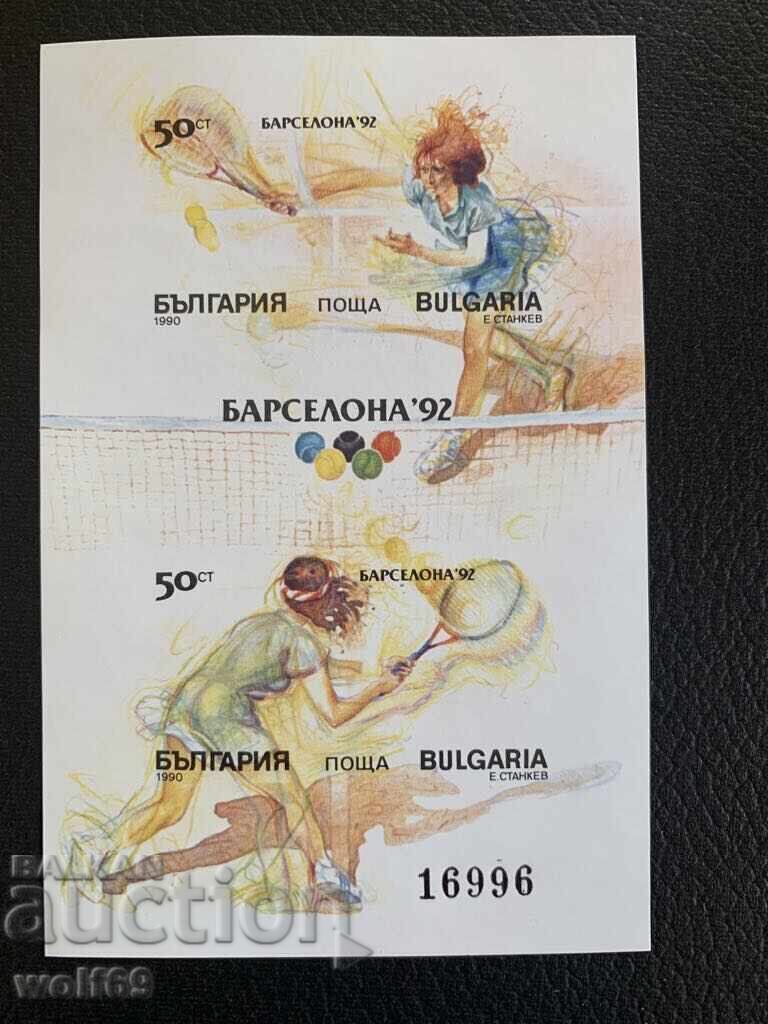 50СТ БАРСЕЛОНА'92
БЪЛГАРИЯ ПОЩА BULGARIA
1990 Е.СТАНКЕВ
БАРСЕЛОНА'92
50СТ БАРСЕЛОНА'92
БЪЛГАРИЯ ПОЩА BULGARIA
1990 Е.СТАНКЕВ
16996
BALKAN
auction
wolf69